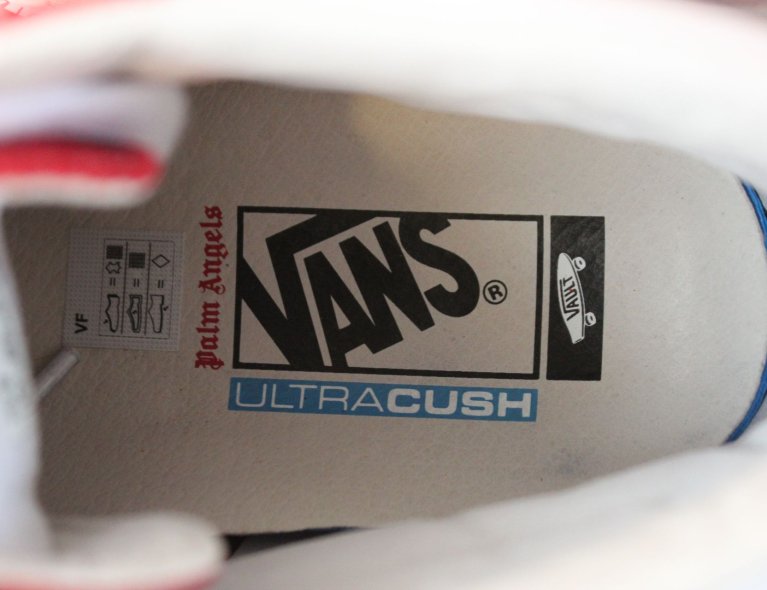 Palm Angels
VANS®
VAULT
ULTRACUSH
VF